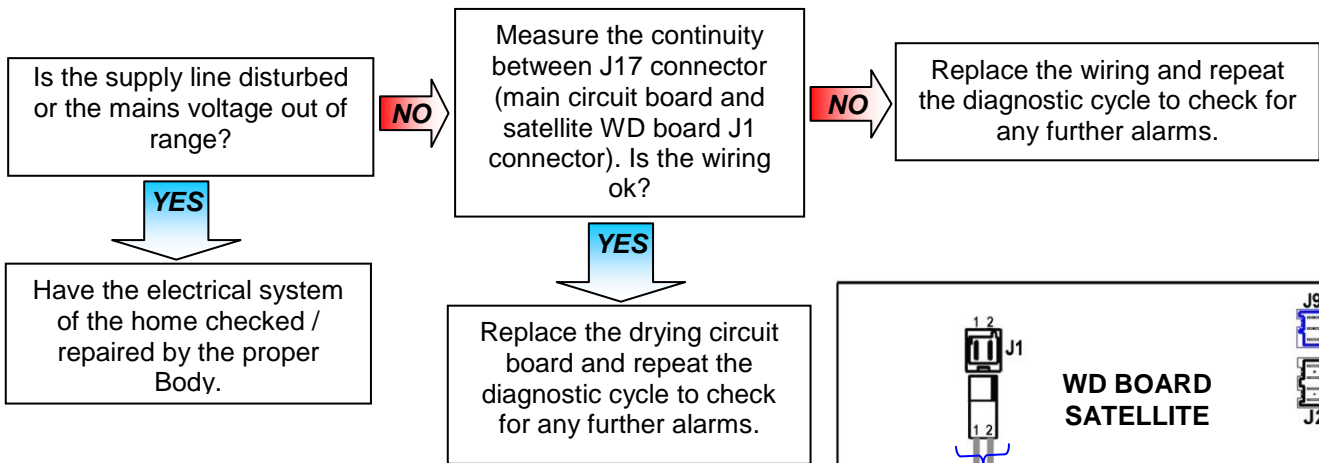 Is the supply line disturbed
or the mains voltage out of
range?
NO
Measure the continuity
between J17 connector
(main circuit board and
satellite WD board J1
connector). Is the wiring
ok?
NO
Replace the wiring and repeat
the diagnostic cycle to check for
any further alarms.
YES
Have the electrical system
of the home checked /
repaired by the proper
Body.
YES
Replace the drying circuit
board and repeat the
diagnostic cycle to check
for any further alarms.
1 2
J1
1 2
WD BOARD
SATELLITE
J9